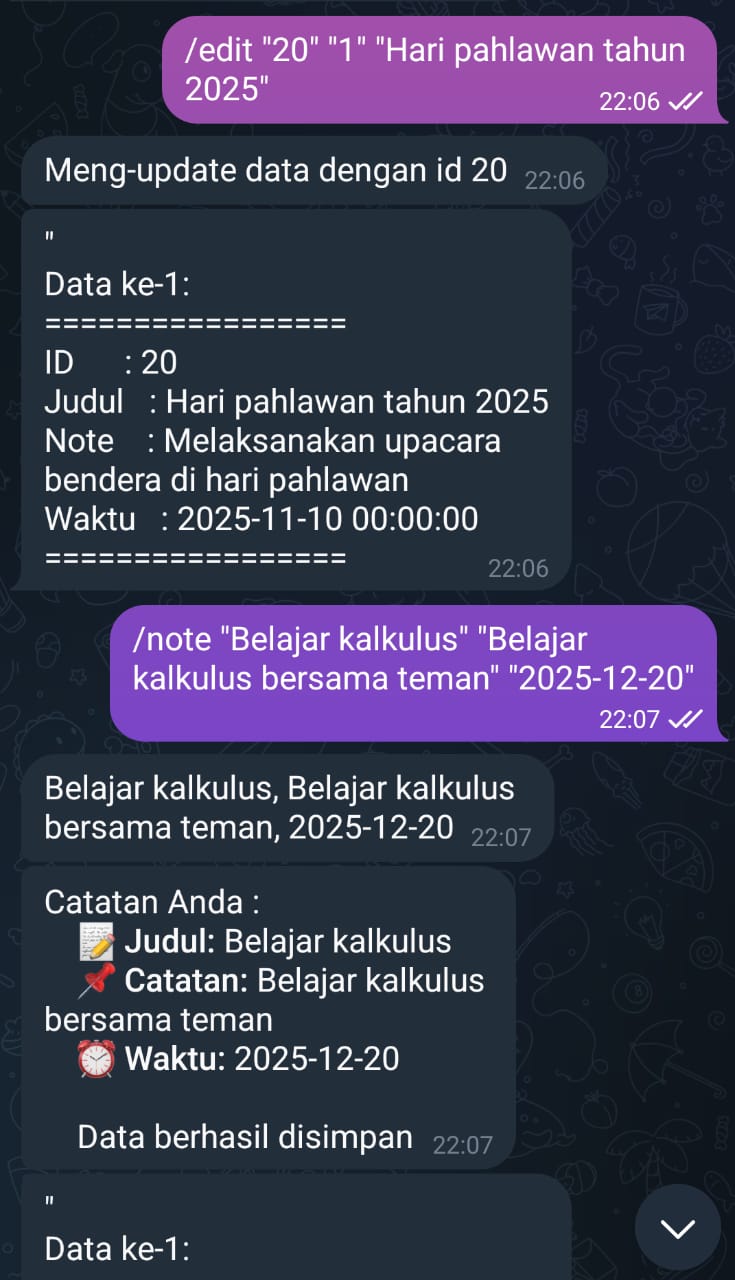 /edit "20" "1" "Hari pahlawan tahun
2025"
22:06
Meng-update data dengan id 20 22:06
"
Data ke-1:
=================
ID : 20
Judul : Hari pahlawan tahun 2025
Note : Melaksanakan upacara
bendera di hari pahlawan
Waktu : 2025-11-10 00:00:00
=================
22:06
/note "Belajar kalkulus" "Belajar
kalkulus bersama teman" "2025-12-20"
22:07
Belajar kalkulus, Belajar kalkulus
bersama teman, 2025-12-20 22:07
Catatan Anda :
📝 Judul: Belajar kalkulus
📌 Catatan: Belajar kalkulus
bersama teman
⏰ Waktu: 2025-12-20
Data berhasil disimpan 22:07
"
Data ke-1: